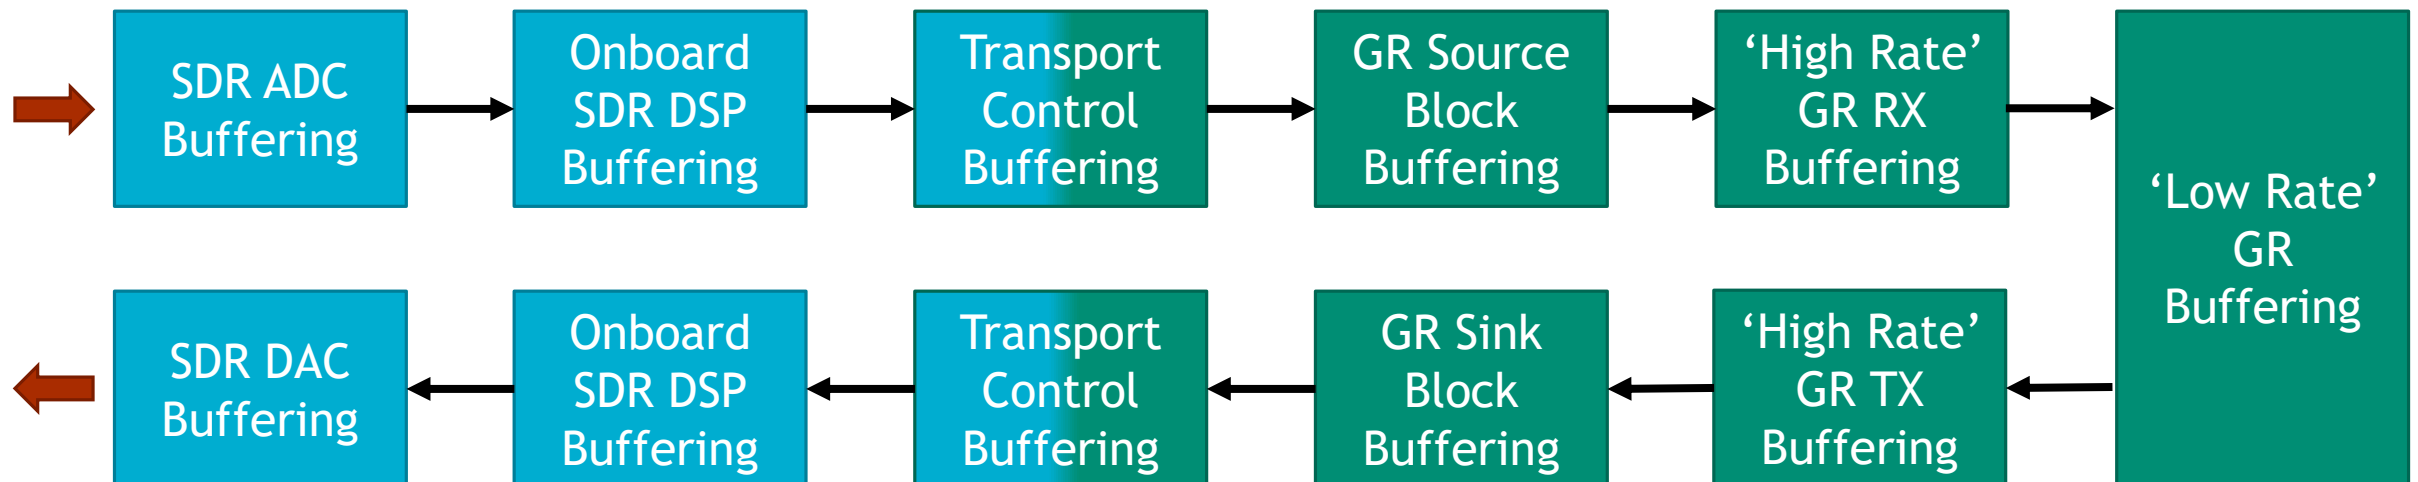 SDR ADC
Buffering
Onboard
SDR DSP
Buffering
Transport
Control
Buffering
GR Source
Block
Buffering
‘High Rate’
GR RX
Buffering
‘Low Rate’
GR
Buffering
SDR DAC
Buffering
Onboard
SDR DSP
Buffering
Transport
Control
Buffering
GR Sink
Block
Buffering
‘High Rate’
GR TX
Buffering